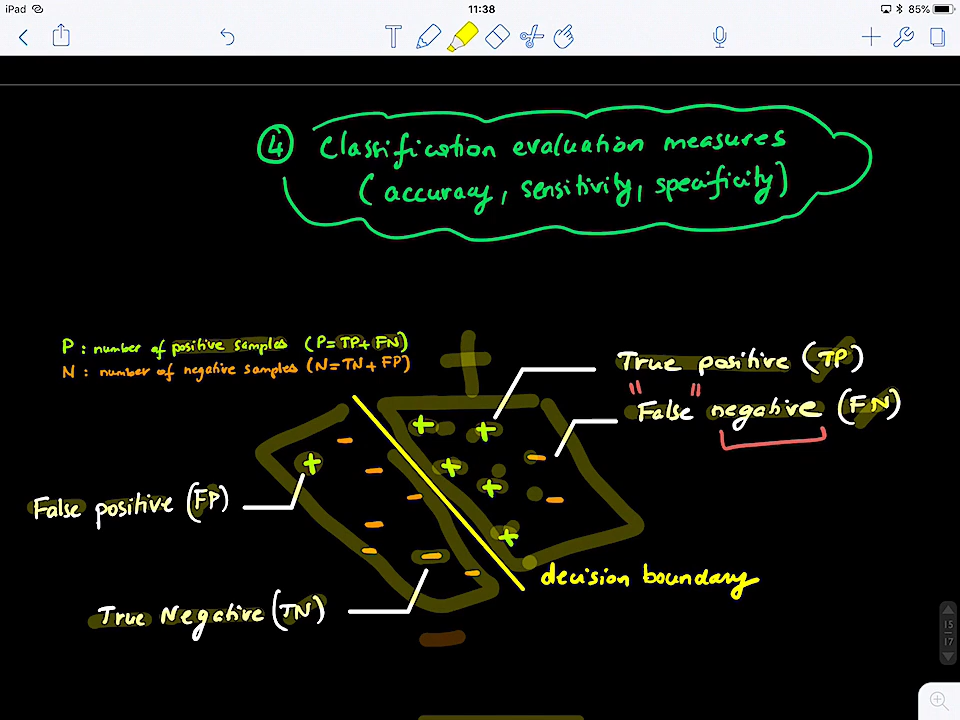 iPad
11:38
85%
T
4 Classification evaluation measures
(accuracy, sensitivity, specificity)
P : number of positive samples (P=TP+FN)
N : number of negative samples (N=TN+FP)
+
True positive (TP)
"False" negative (FN)
False positive (FP)
decision boundary
True Negative (TN)
15
17